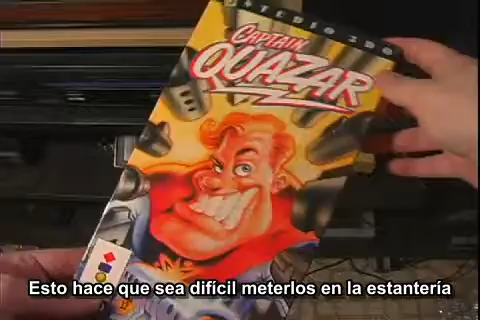 STUDIO 3DO
CAPTAIN
QUAZAR
Esto hace que sea difícil meterlos en la estantería